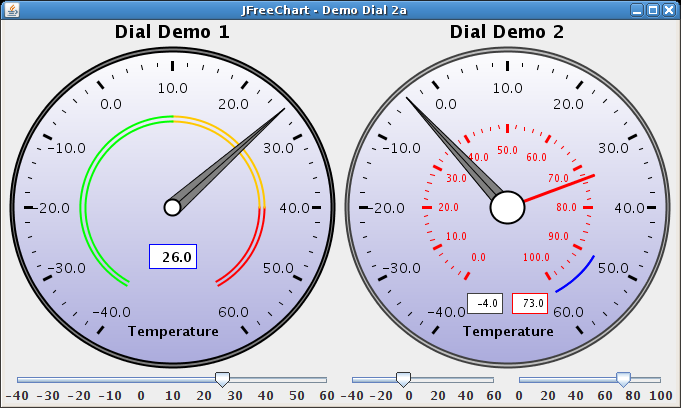 JFreeChart - Demo Dial 2a
Dial Demo 1
10.0
0.0 20.0
-10.0 30.0
-20.0 40.0
-30.0 50.0
-40.0 60.0
26.0
Temperature
-40 -30 -20 -10 0 10 20 30 40 50 60
Dial Demo 2
10.0
0.0 20.0
-10.0 30.0
-20.0 40.0
-30.0 50.0
-40.0 60.0
50.0
40.0 60.0
30.0 70.0
20.0 80.0
10.0 90.0
0.0 100.0
-4.0 73.0
Temperature
-40 -20 0 20 40 60
0 20 40 60 80 100